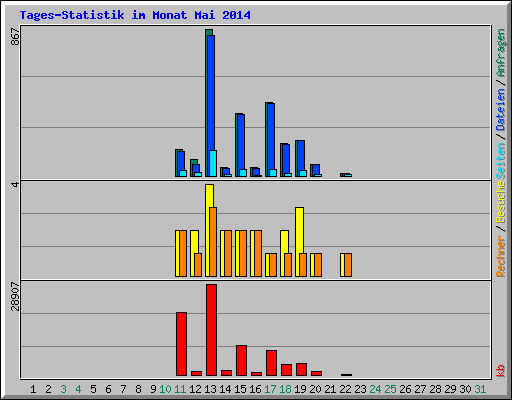 Tages-Statistik im Monat Mai 2014
867
4
28907
Rechner / Besuche Seiten / Dateien / Anfragen
kb
1 2 3 4 5 6 7 8 9 10 11 12 13 14 15 16 17 18 19 20 21 22 23 24 25 26 27 28 29 30 31